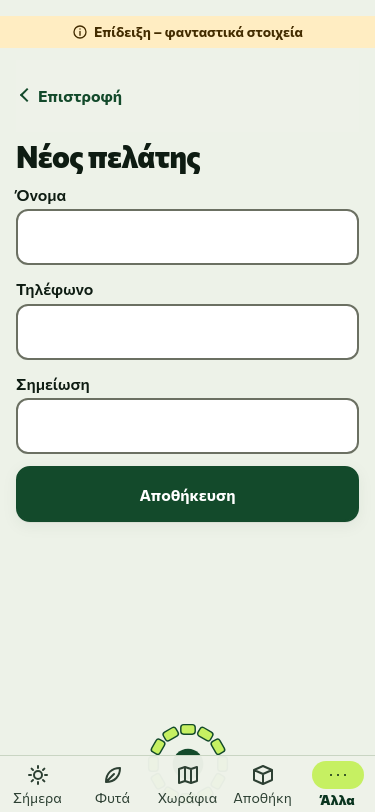 Επίδειξη – φανταστικά στοιχεία
Επιστροφή
Νέος πελάτης
Όνομα
Τηλέφωνο
Σημείωση
Αποθήκευση
Σήμερα
Φυτά
Χωράφια
Αποθήκη
Άλλα